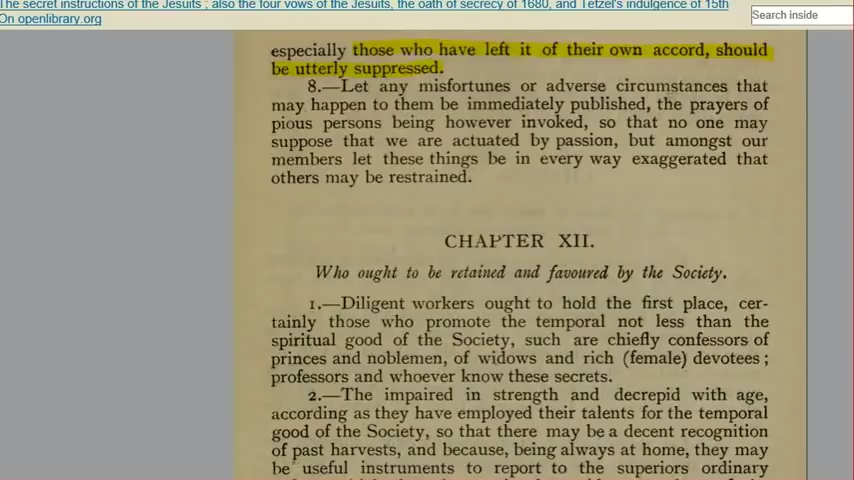 The secret instructions of the Jesuits ; also the four vows of the Jesuits, the oath of secrecy of 1680, and Tetzel's indulgence of 15th
On openlibrary.org
Search inside
especially those who have left it of their own accord, should
be utterly suppressed.
8.—Let any misfortunes or adverse circumstances that
may happen to them be immediately published, the prayers of
pious persons being however invoked, so that no one may
suppose that we are actuated by passion, but amongst our
members let these things be in every way exaggerated that
others may be restrained.
CHAPTER XII.
Who ought to be retained and favoured by the Society.
1.—Diligent workers ought to hold the first place, cer-
tainly those who promote the temporal not less than the
spiritual good of the Society, such are chiefly confessors of
princes and noblemen, of widows and rich (female) devotees ;
professors and whoever know these secrets.
2.—The impaired in strength and decrepid with age,
according as they have employed their talents for the temporal
good of the Society, so that there may be a decent recognition
of past harvests, and because, being always at home, they may
be useful instruments to report to the superiors ordinary